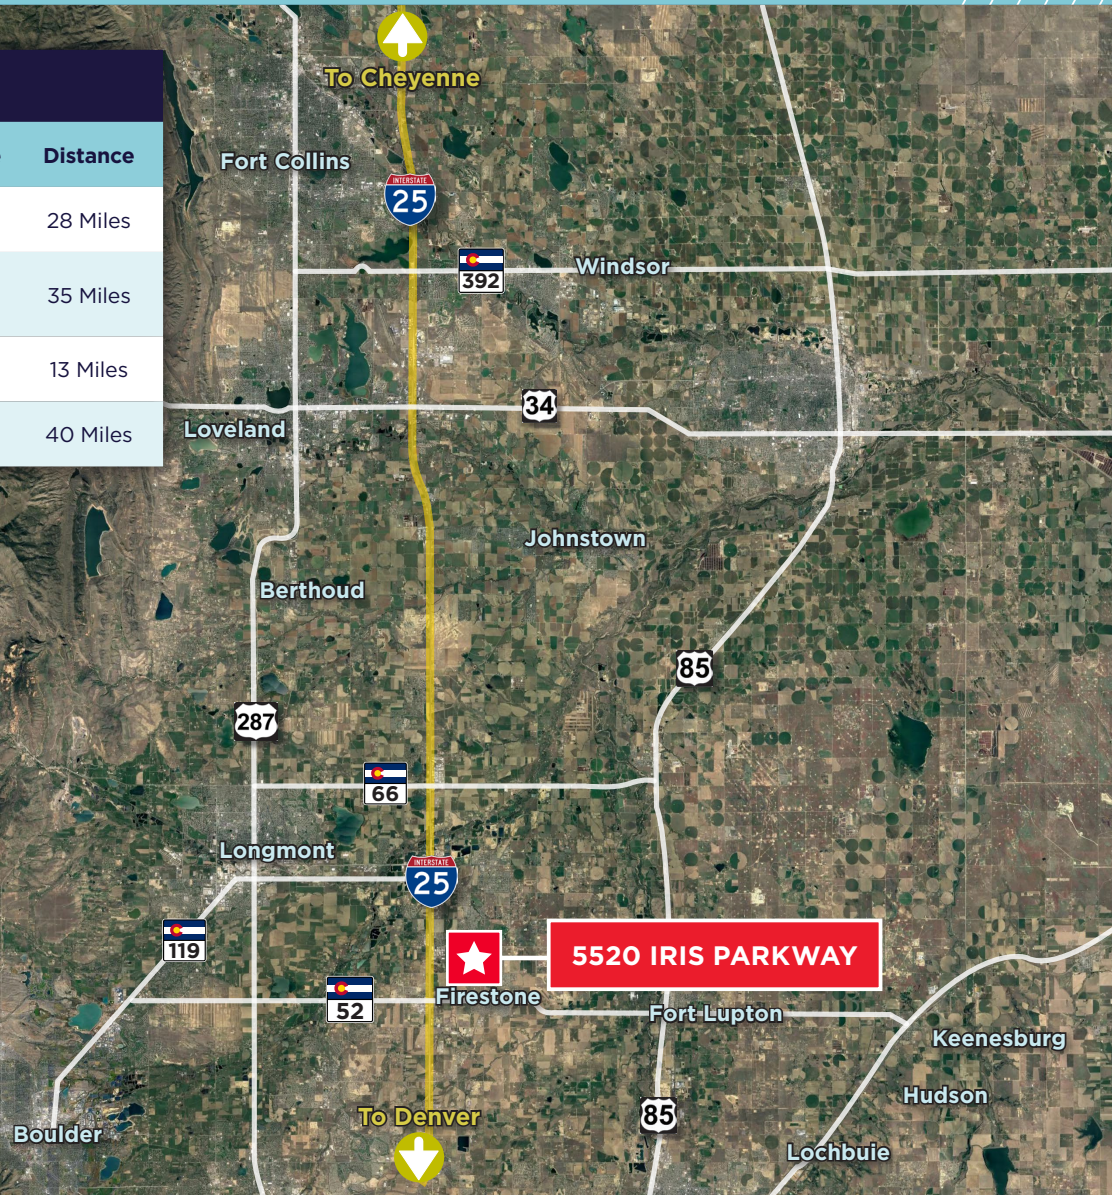 To Cheyenne
Distance
Fort Collins
28 Miles
INTERSTATE
25
392
Windsor
35 Miles
13 Miles
34
Loveland
40 Miles
Johnstown
Berthoud
85
287
66
Longmont
INTERSTATE
25
119
5520 IRIS PARKWAY
52
Firestone
Fort Lupton
Keenesburg
Hudson
To Denver
85
Boulder
Lochbuie